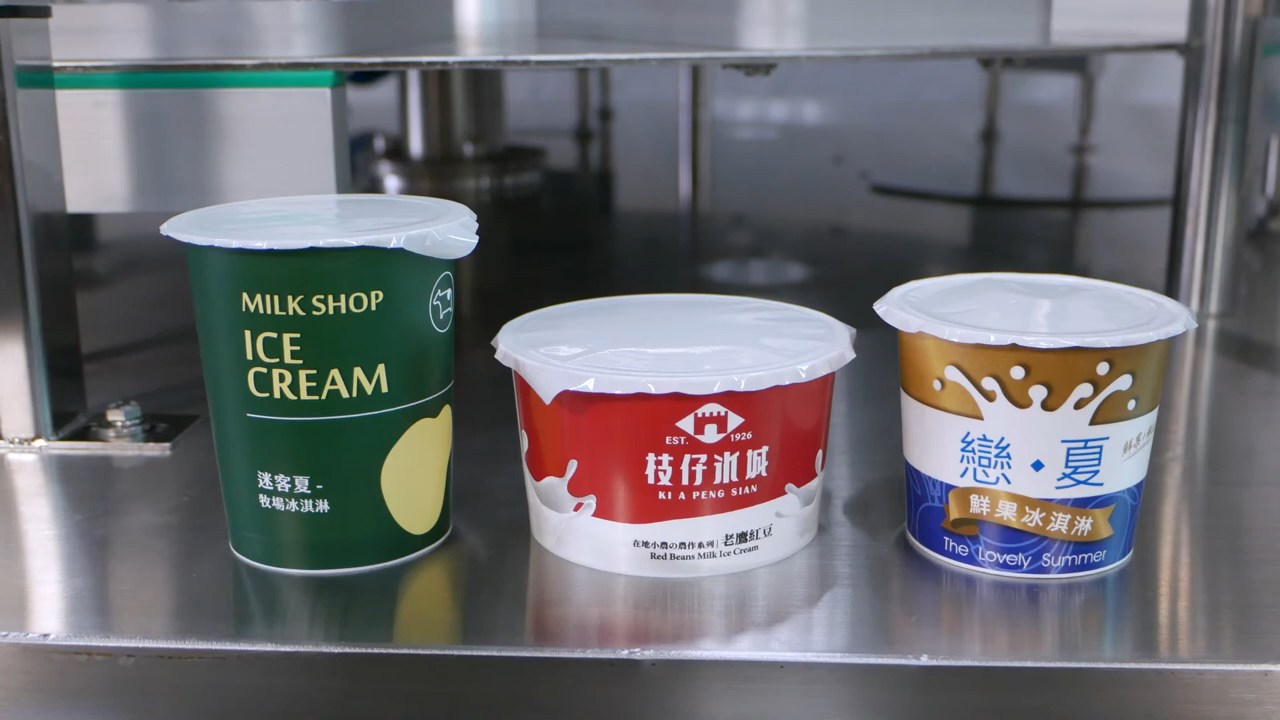 MILK SHOP
ICE
CREAM
迷客夏 -
牧場冰淇淋
EST. 1926
枝仔冰城
KI A PENG SIAN
在地小農の農作系列 | 老鷹紅豆
Red Beans Milk Ice Cream
戀·夏
鮮果冰淇淋
The Lovely Summer